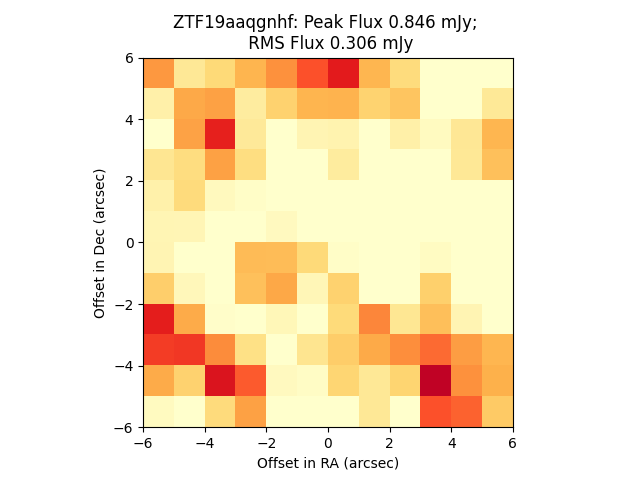 ZTF19aaqgnhf: Peak Flux 0.846 mJy;
RMS Flux 0.306 mJy
6
4
2
0
−2
−4
−6
Offset in Dec (arcsec)
−6 −4 −2 0 2 4 6
Offset in RA (arcsec)